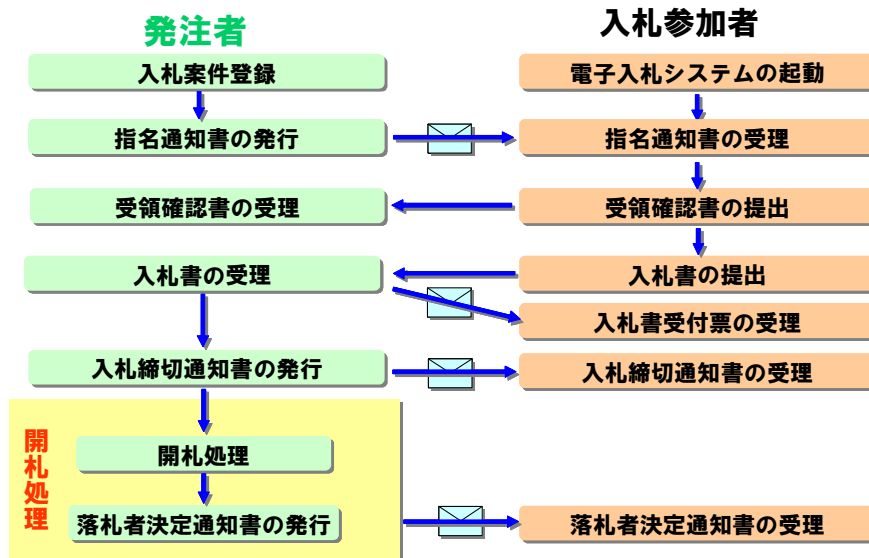 発注者
入札参加者
入札案件登録
電子入札システムの起動
指名通知書の発行
指名通知書の受理
受領確認書の受理
受領確認書の提出
入札書の受理
入札書の提出
入札書受付票の受理
入札締切通知書の発行
入札締切通知書の受理
開札処理
開札処理
落札者決定通知書の発行
落札者決定通知書の受理